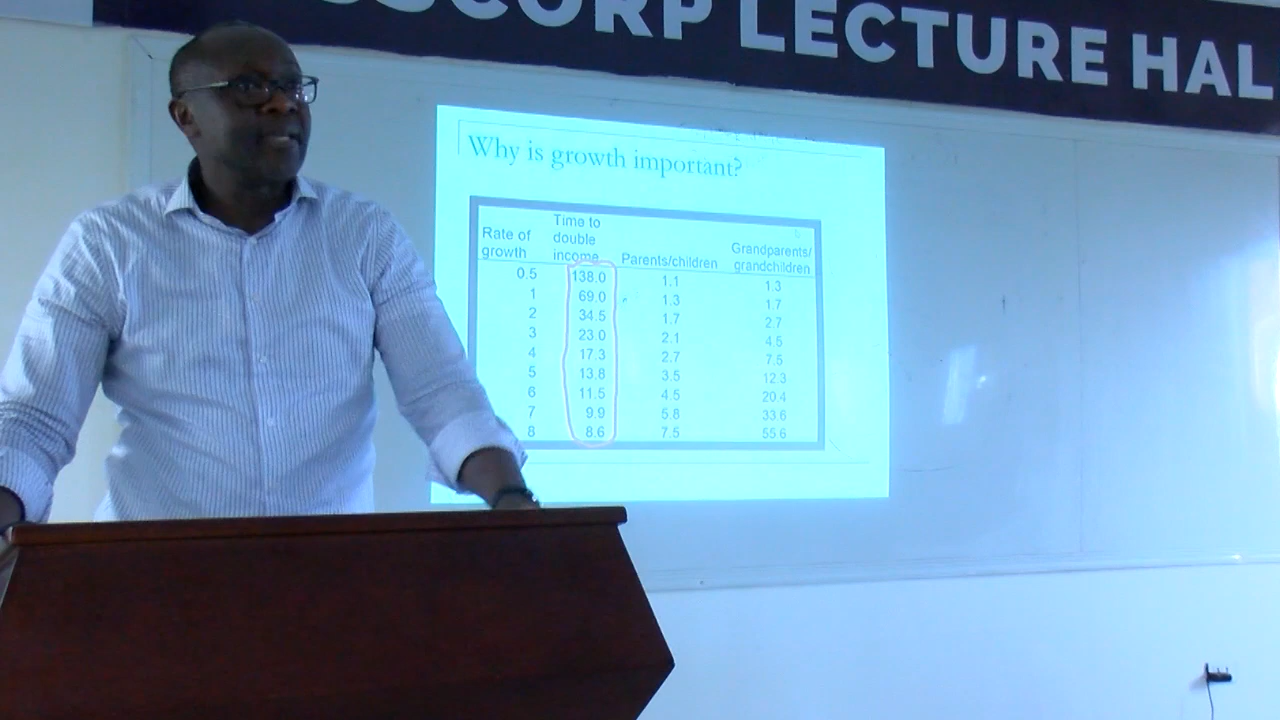 LECTURE HAL
Why is growth important?
Rate of growth Time to double income Parents/children Grandparents/grandchildren
0.5 138.0 1.1 1.3
1 69.0 1.3 1.7
2 34.5 1.7 2.7
3 23.0 2.1 4.5
4 17.3 2.7 7.5
5 13.8 3.5 12.3
6 11.5 4.5 20.4
7 9.9 5.8 33.6
8 8.6 7.5 55.6